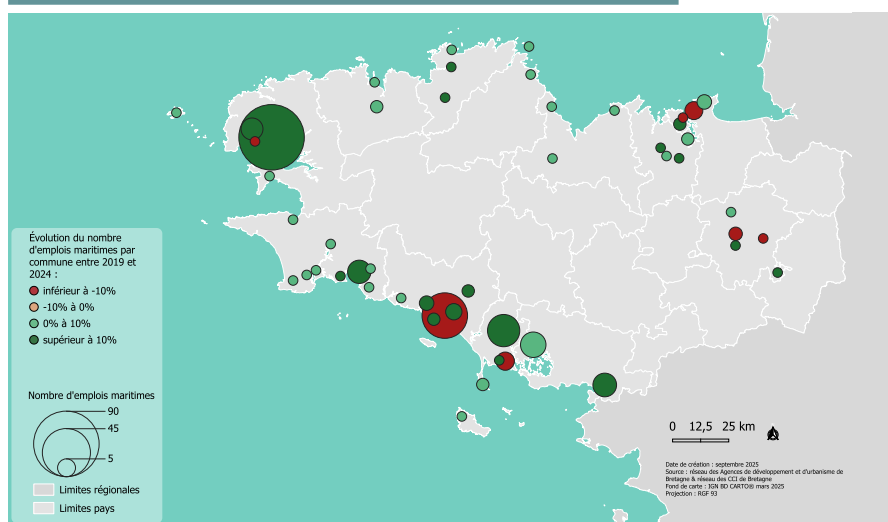 Évolution du nombre
d'emplois maritimes par
commune entre 2019 et
2024 :
inférieur à -10%
-10% à 0%
0% à 10%
supérieur à 10%
Nombre d'emplois maritimes
90
45
5
Limites régionales
Limites pays
0 12,5 25 km
Date de création : septembre 2025
Source : réseau des Agences de développement et d'urbanisme de
Bretagne & réseau des CCI de Bretagne
Fond de carte : IGN BD CARTO® mars 2025
Projection : RGF 93